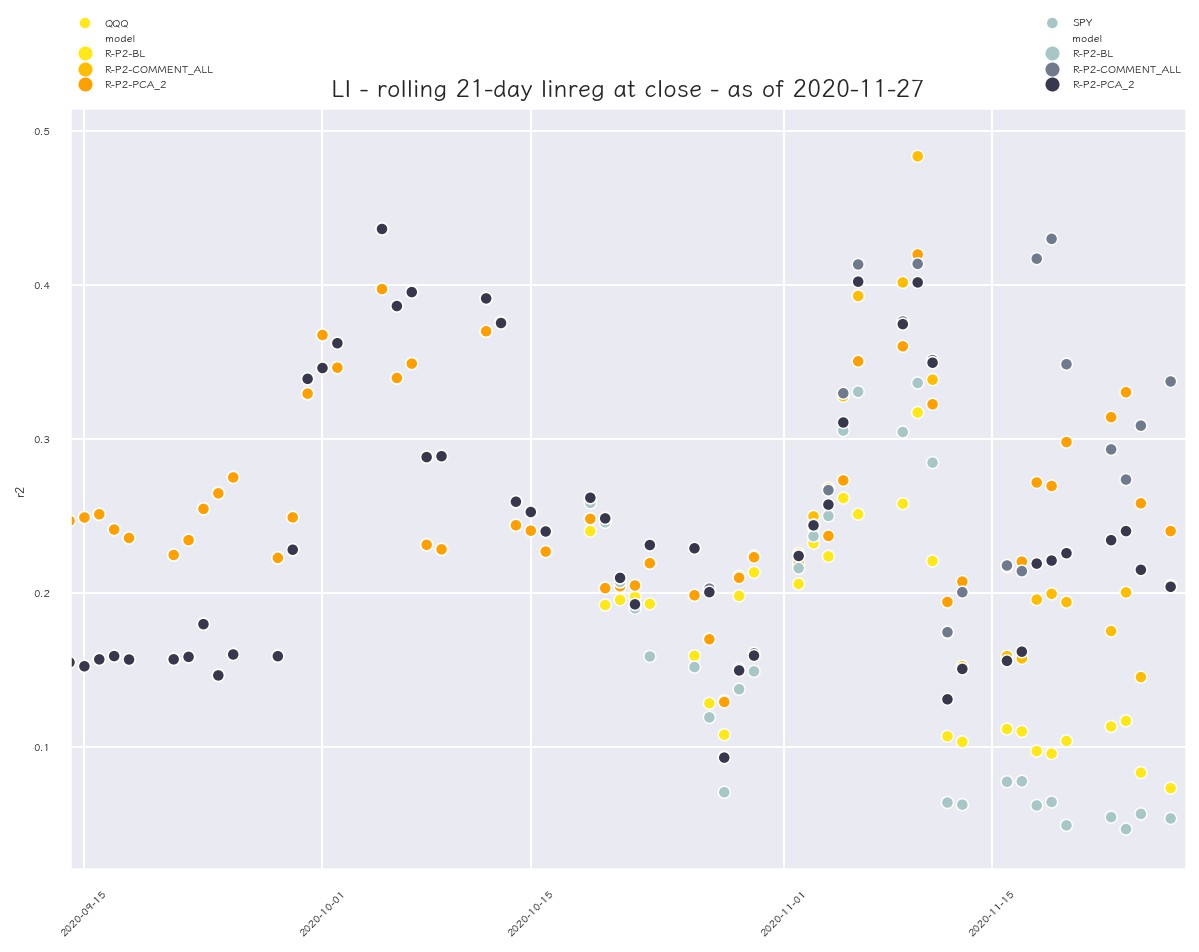 QQQ
model
R-P2-BL
R-P2-COMMENT_ALL
R-P2-PCA_2
SPY
model
R-P2-BL
R-P2-COMMENT_ALL
R-P2-PCA_2
LI - rolling 21-day linreg at close - as of 2020-11-27
0.5
0.4
0.3
0.2
0.1
r2
2020-09-15
2020-10-01
2020-10-15
2020-11-01
2020-11-15